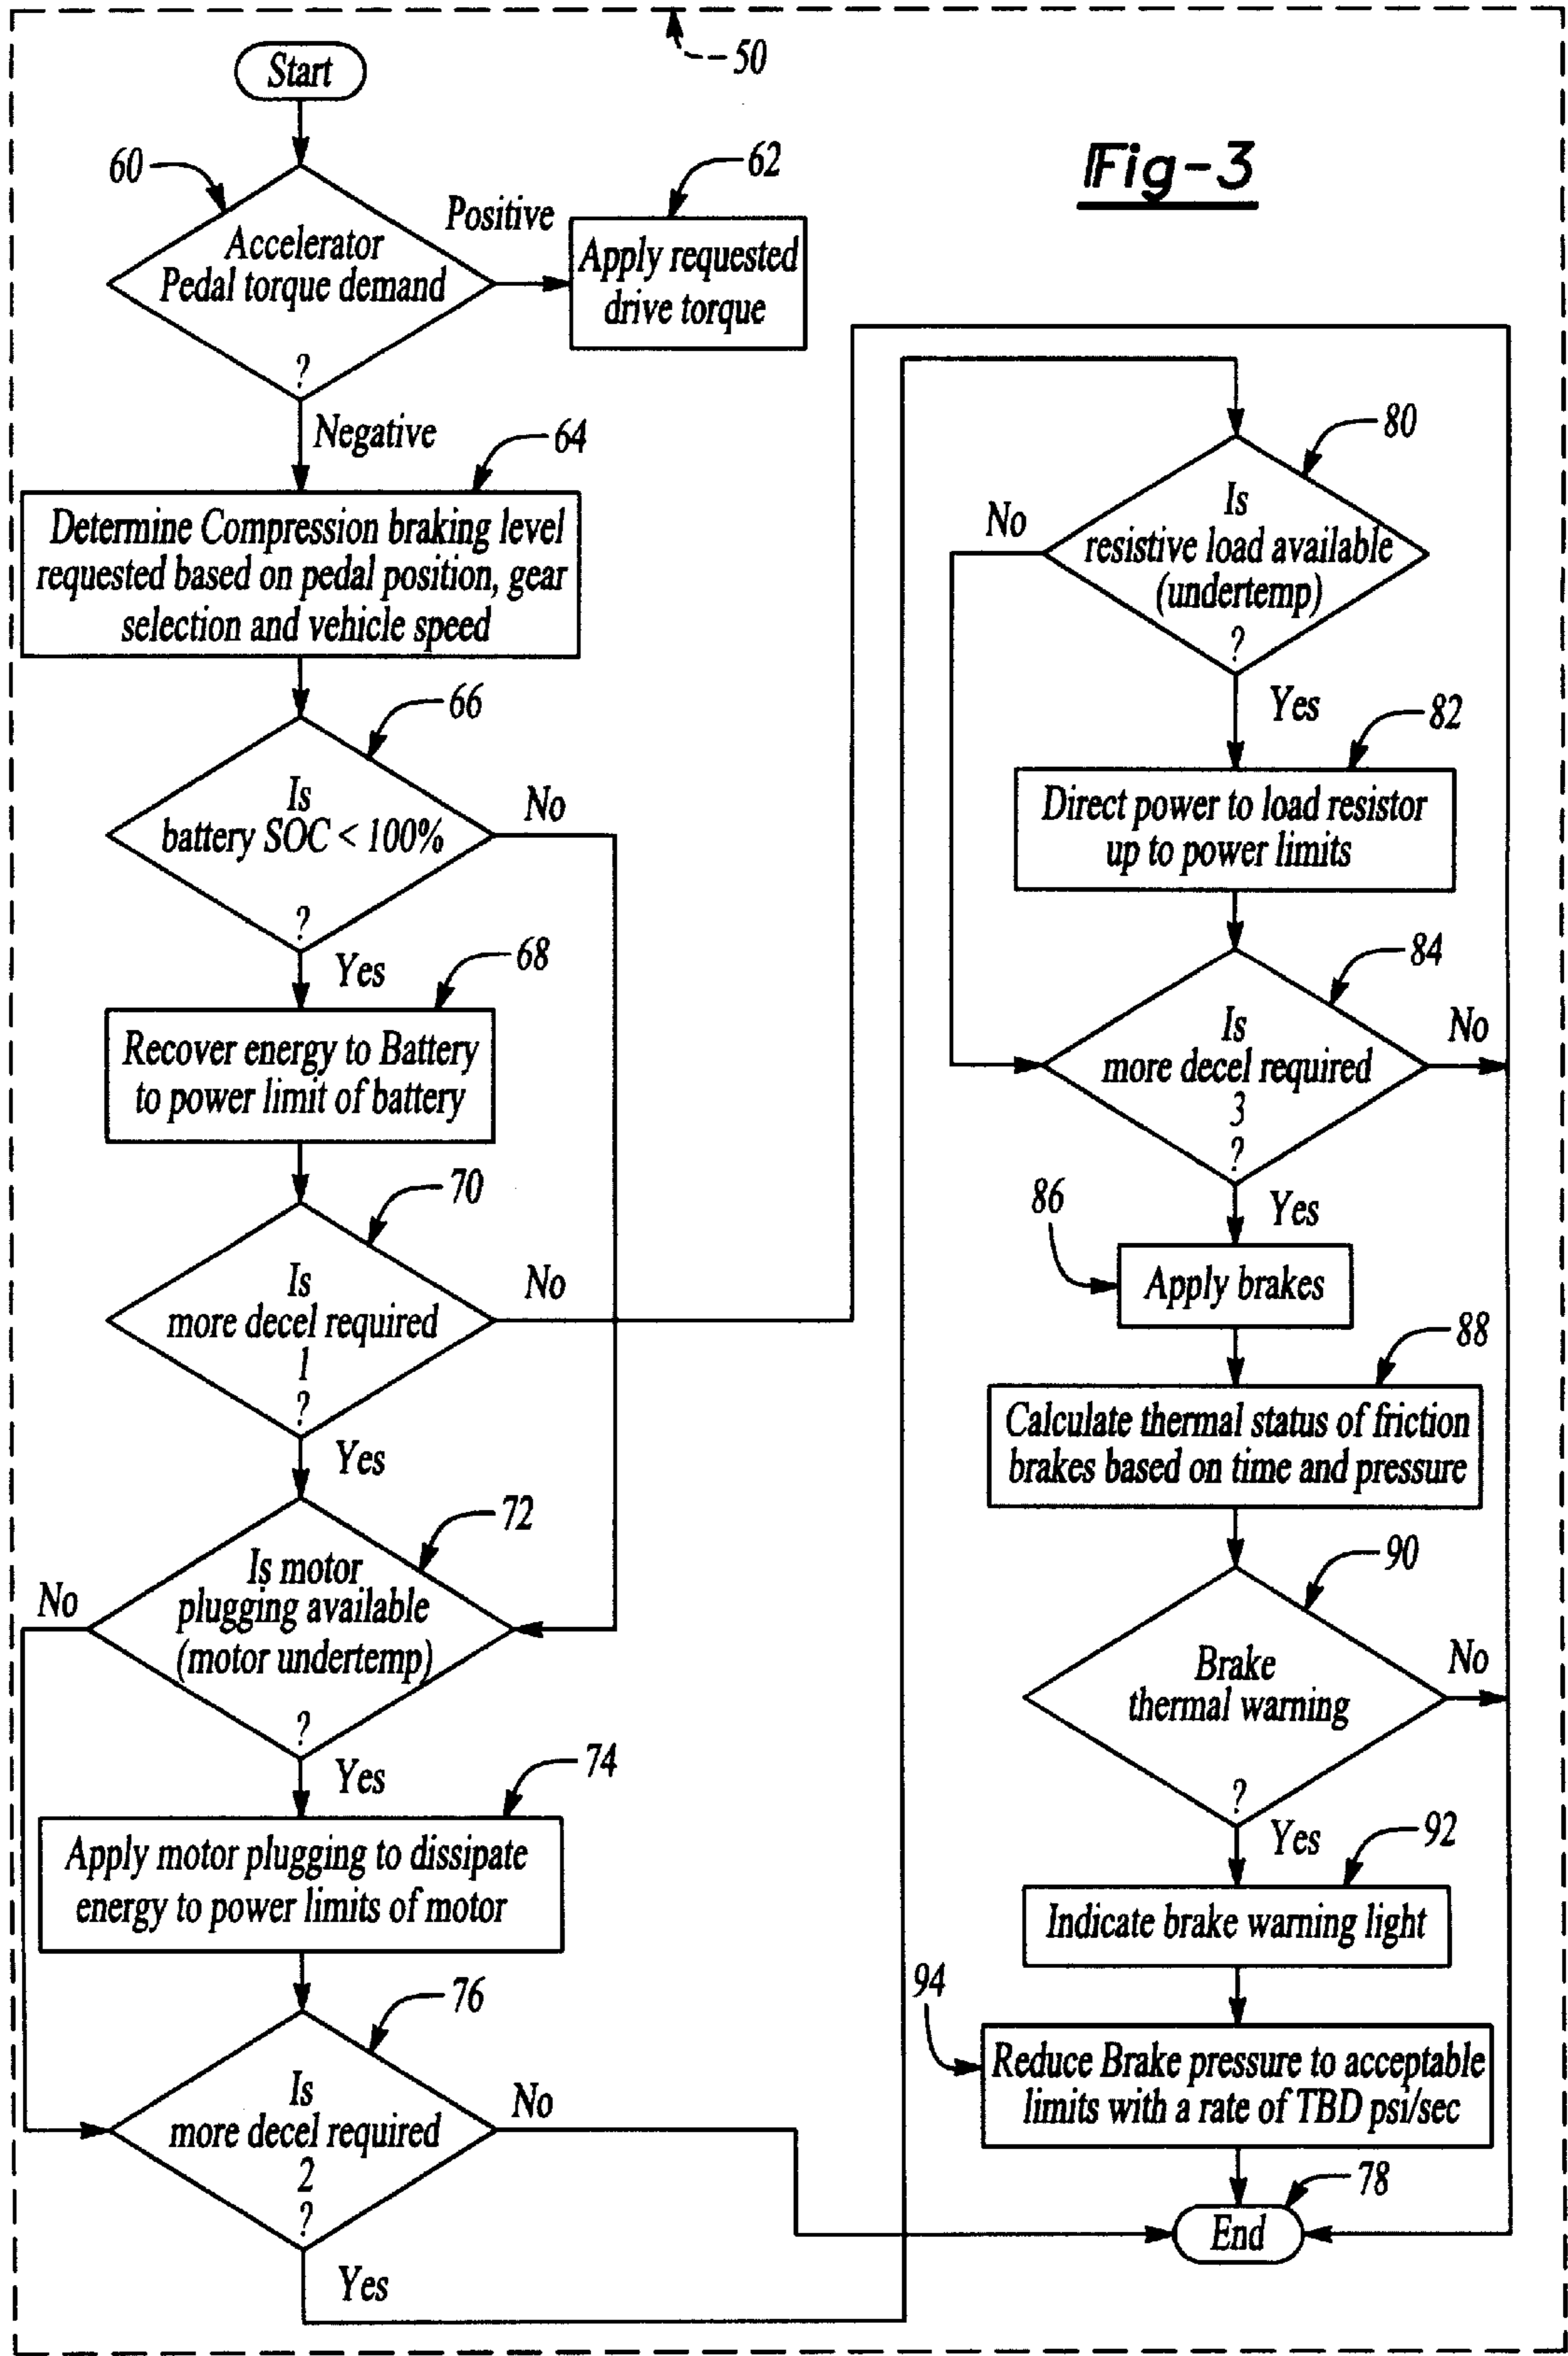 50
Start
Fig-3
60
62
Positive
Accelerator
Pedal torque demand
?
Apply requested
drive torque
Negative
64
Determine Compression braking level
requested based on pedal position, gear
selection and vehicle speed
66
Is
battery SOC < 100%
?
No
Yes
68
Recover energy to Battery
to power limit of battery
70
Is
more decel required
1
?
No
Yes
72
Is motor
plugging available
(motor undertemp)
?
No
Yes
74
Apply motor plugging to dissipate
energy to power limits of motor
76
Is
more decel required
2
?
No
Yes
80
Is
resistive load available
(undertemp)
?
No
Yes
82
Direct power to load resistor
up to power limits
84
Is
more decel required
3
?
No
Yes
86
Apply brakes
88
Calculate thermal status of friction
brakes based on time and pressure
90
Brake
thermal warning
?
No
Yes
92
Indicate brake warning light
94
Reduce Brake pressure to acceptable
limits with a rate of TBD psi/sec
78
End